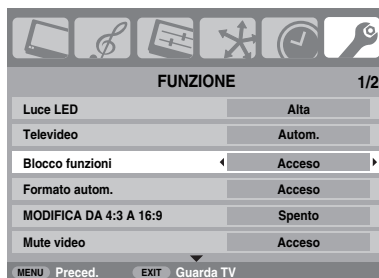 FUNZIONE 1/2
Luce LED Alta
Televideo Autom.
Blocco funzioni Acceso
Formato autom. Acceso
MODIFICA DA 4:3 A 16:9 Spento
Mute video Acceso
MENU Preced. EXIT Guarda TV